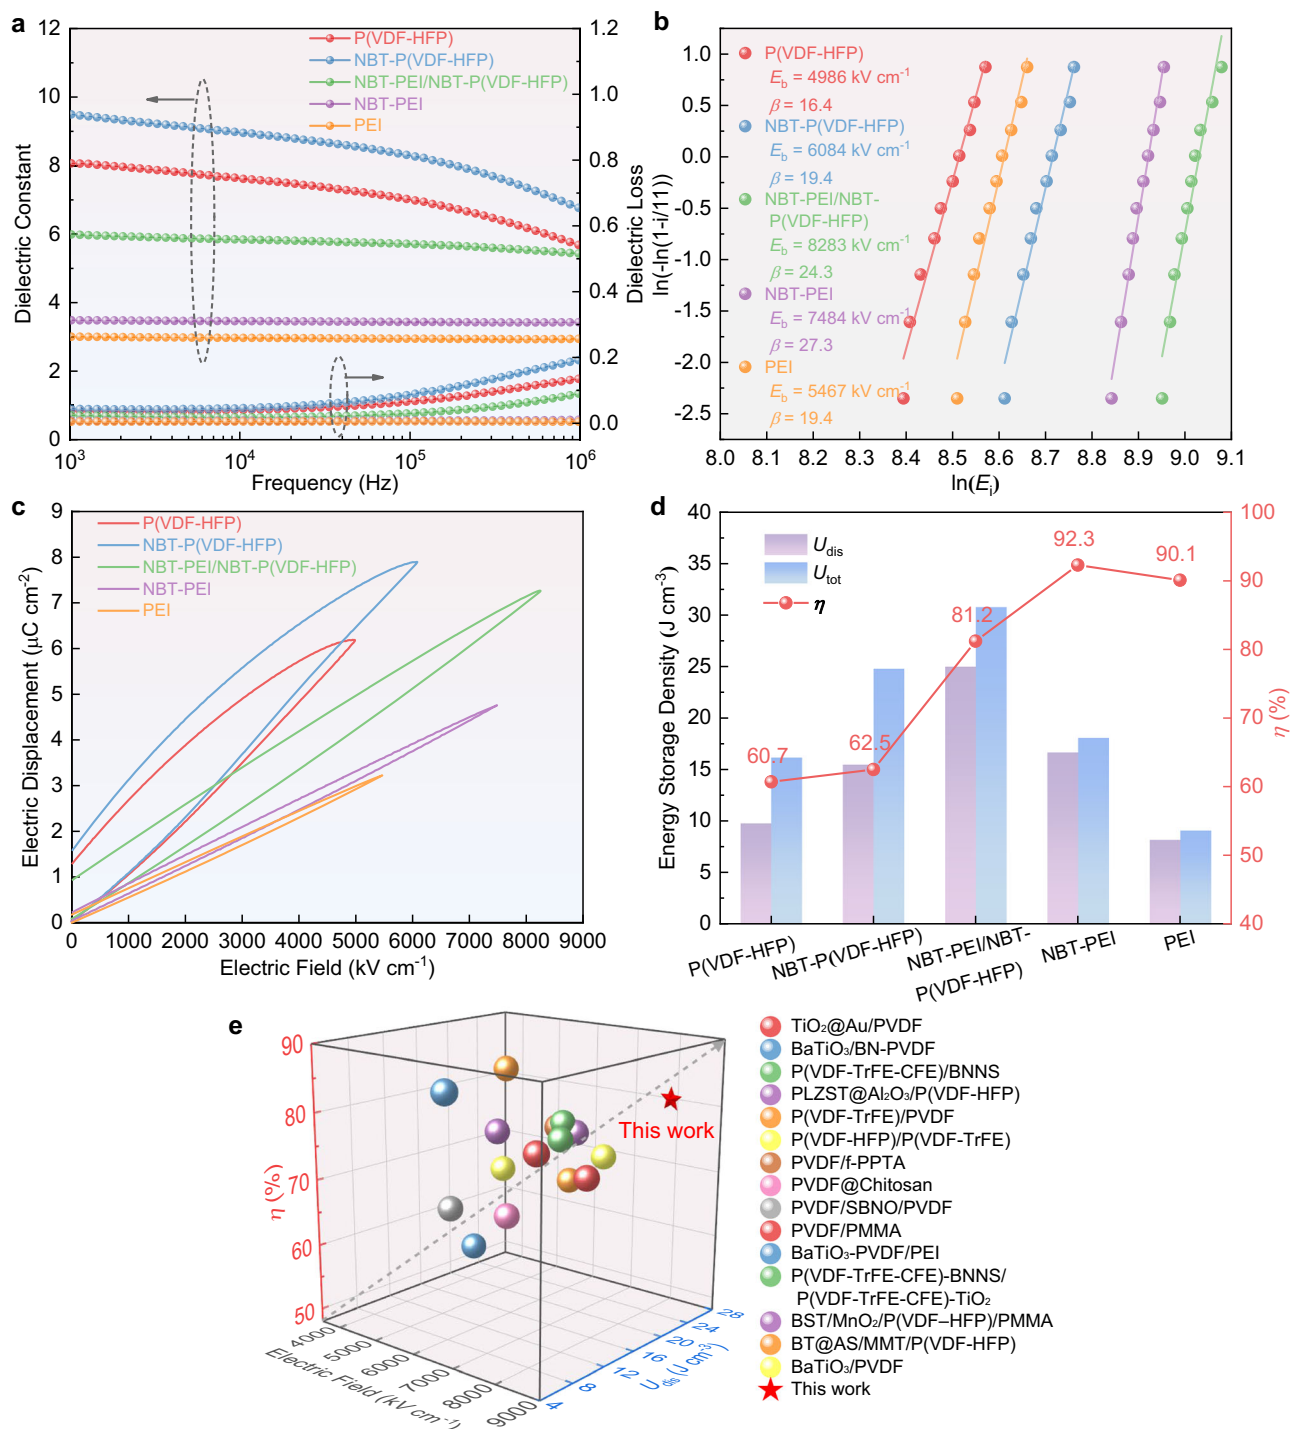 a
12
10
8
6
4
2
0
Dielectric Constant
10³
10⁴
10⁵
10⁶
Frequency (Hz)
1.2
1.0
0.8
0.6
0.4
0.2
0.0
Dielectric Loss
P(VDF-HFP)
NBT-P(VDF-HFP)
NBT-PEI/NBT-P(VDF-HFP)
NBT-PEI
PEI
b
1.0
0.5
0.0
-0.5
-1.0
-1.5
-2.0
-2.5
ln(-ln(1-i/11))
8.0 8.1 8.2 8.3 8.4 8.5 8.6 8.7 8.8 8.9 9.0 9.1
ln(Eᵢ)
P(VDF-HFP)
E_b = 4986 kV cm⁻¹
β = 16.4
NBT-P(VDF-HFP)
E_b = 6084 kV cm⁻¹
β = 19.4
NBT-PEI/NBT-
P(VDF-HFP)
E_b = 8283 kV cm⁻¹
β = 24.3
NBT-PEI
E_b = 7484 kV cm⁻¹
β = 27.3
PEI
E_b = 5467 kV cm⁻¹
β = 19.4
c
9
8
7
6
5
4
3
2
1
0
Electric Displacement (μC cm⁻²)
0 1000 2000 3000 4000 5000 6000 7000 8000 9000
Electric Field (kV cm⁻¹)
P(VDF-HFP)
NBT-P(VDF-HFP)
NBT-PEI/NBT-P(VDF-HFP)
NBT-PEI
PEI
d
40
35
30
25
20
15
10
5
0
Energy Storage Density (J cm⁻³)
U_dis
U_tot
η
60.7
62.5
81.2
92.3
90.1
100
90
80
70
60
50
40
η (%)
P(VDF-HFP)
NBT-P(VDF-HFP)
NBT-PEI/NBT-
P(VDF-HFP)
NBT-PEI
PEI
e
90
80
70
60
50
η (%)
4000
5000
6000
7000
8000
9000
Electric Field (kV cm⁻¹)
4
8
12
16
20
24
28
U_dis (J cm⁻³)
This work
TiO₂@Au/PVDF
BaTiO₃/BN-PVDF
P(VDF-TrFE-CFE)/BNNS
PLZST@Al₂O₃/P(VDF-HFP)
P(VDF-TrFE)/PVDF
P(VDF-HFP)/P(VDF-TrFE)
PVDF/f-PPTA
PVDF@Chitosan
PVDF/SBNO/PVDF
PVDF/PMMA
BaTiO₃-PVDF/PEI
P(VDF-TrFE-CFE)-BNNS/
P(VDF-TrFE-CFE)-TiO₂
BST/MnO₂/P(VDF–HFP)/PMMA
BT@AS/MMT/P(VDF-HFP)
BaTiO₃/PVDF
This work